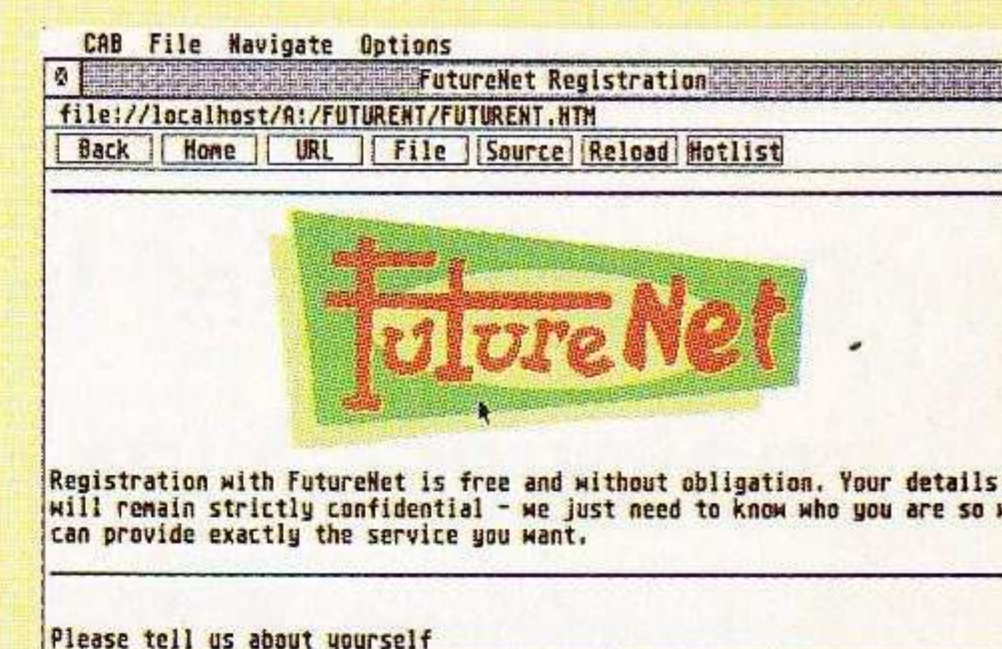 CAB File Navigate Options
FutureNet Registration
file://localhost/A:/FUTURENT/FUTURENT.HTM
Back Home URL File Source Reload Hotlist
FutureNet
Registration with FutureNet is free and without obligation. Your details
will remain strictly confidential - we just need to know who you are so
can provide exactly the service you want.
Please tell us about yourself